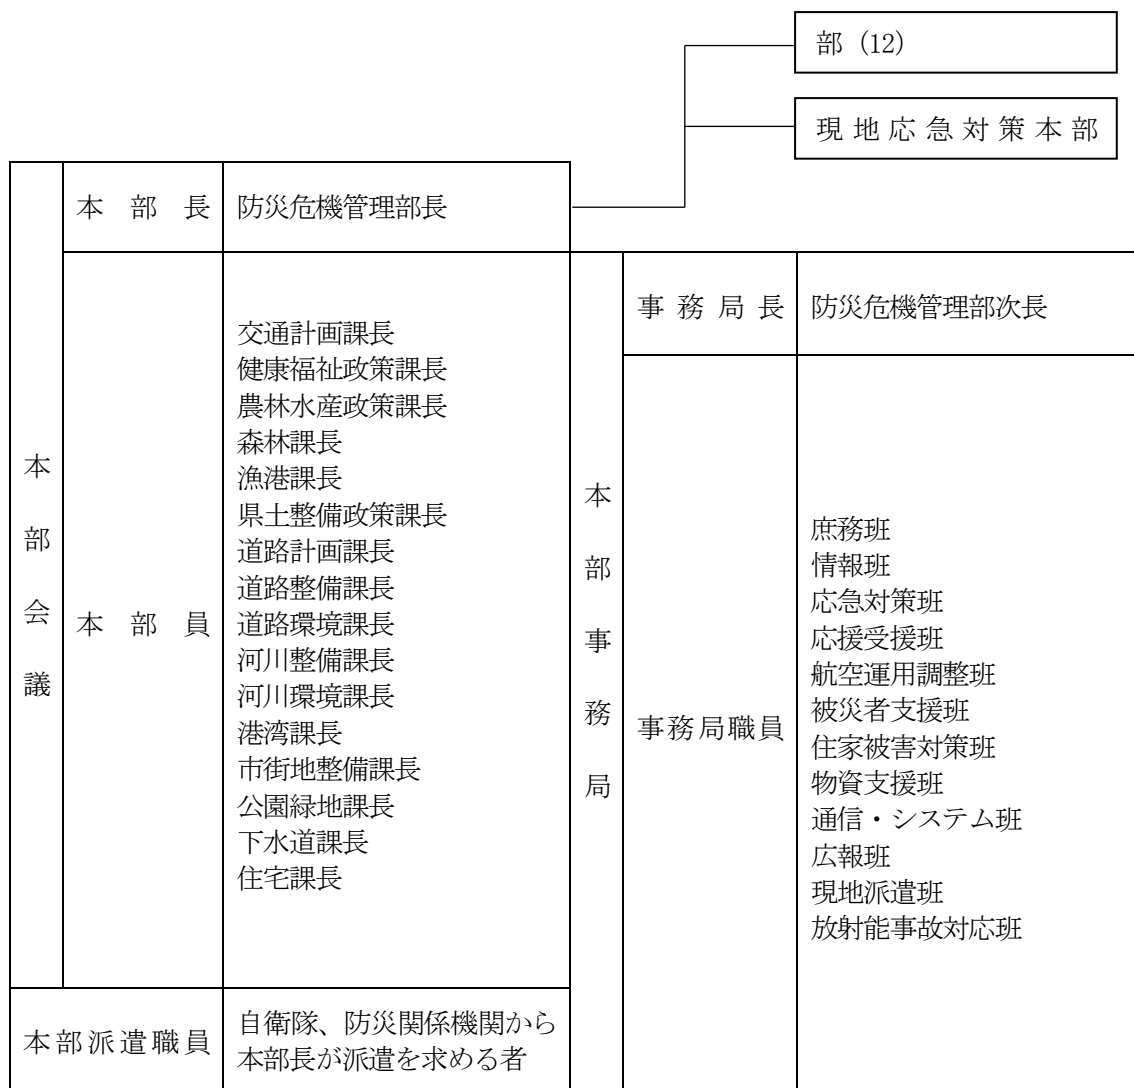 部（12）
現地応急対策本部
本部会議
本部長
防災危機管理部長
本部員
交通計画課長
健康福祉政策課長
農林水産政策課長
森林課長
漁港課長
県土整備政策課長
道路計画課長
道路整備課長
道路環境課長
河川整備課長
河川環境課長
港湾課長
市街地整備課長
公園緑地課長
下水道課長
住宅課長
本部派遣職員
自衛隊、防災関係機関から
本部長が派遣を求める者
本部事務局
事務局長
防災危機管理部次長
事務局職員
庶務班
情報班
応急対策班
応援受援班
航空運用調整班
被災者支援班
住家被害対策班
物資支援班
通信・システム班
広報班
現地派遣班
放射能事故対応班